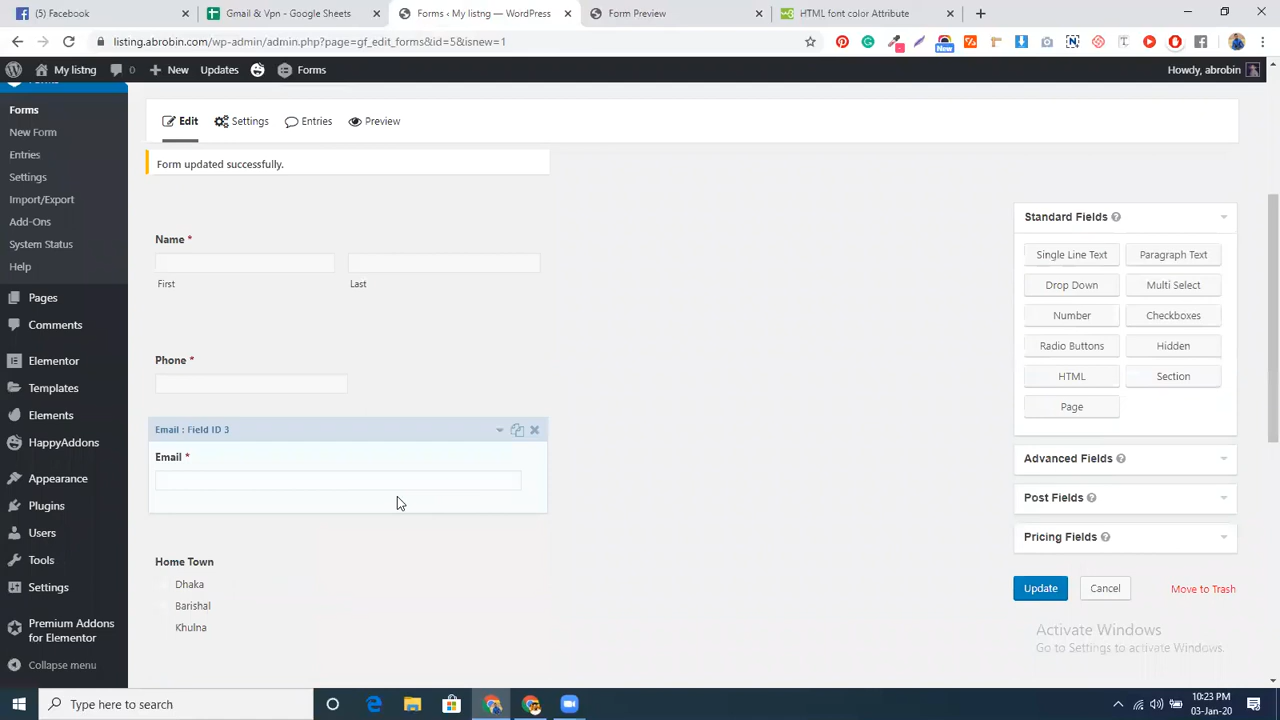 (5) Facebook
Gmail & Vpn - Google Sheets
Forms ‹ My listng — WordPress
Form Preview
HTML font color Attribute
listing.abrobin.com/wp-admin/admin.php?page=gf_edit_forms&id=5&isnew=1
New
My listng
0
New
Updates
Forms
Howdy, abrobin
Forms
Forms
New Form
Entries
Settings
Import/Export
Add-Ons
System Status
Help
Pages
Comments
Elementor
Templates
Elements
HappyAddons
Appearance
Plugins
Users
Tools
Settings
Premium Addons
for Elementor
Collapse menu
Edit
Settings
Entries
Preview
Form updated successfully.
Name *
First
Last
Phone *
Email : Field ID 3
Email *
Home Town
Dhaka
Barishal
Khulna
Standard Fields
Single Line Text
Paragraph Text
Drop Down
Multi Select
Number
Checkboxes
Radio Buttons
Hidden
HTML
Section
Page
Advanced Fields
Post Fields
Pricing Fields
Update
Cancel
Move to Trash
Activate Windows
Go to Settings to activate Windows.
Type here to search
10:23 PM
03-Jan-20